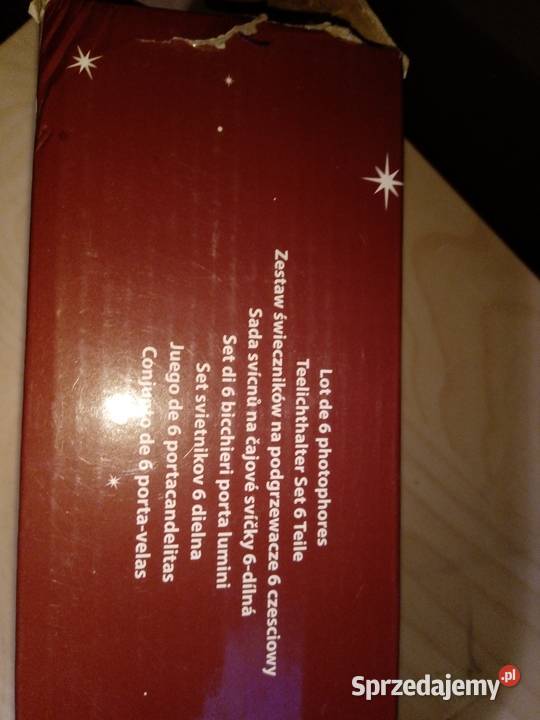 Lot de 6 photophores
Teelichthalter Set 6 Teile
Zestaw świeczników na podgrzewacze 6 czesciowy
Sada svícnů na čajové svíčky 6-dílná
Set di 6 bicchieri porta lumini
Set svietnikov 6 dielna
Juego de 6 portacandelitas
Conjunto de 6 porta-velas
Sprzedajemy.pl